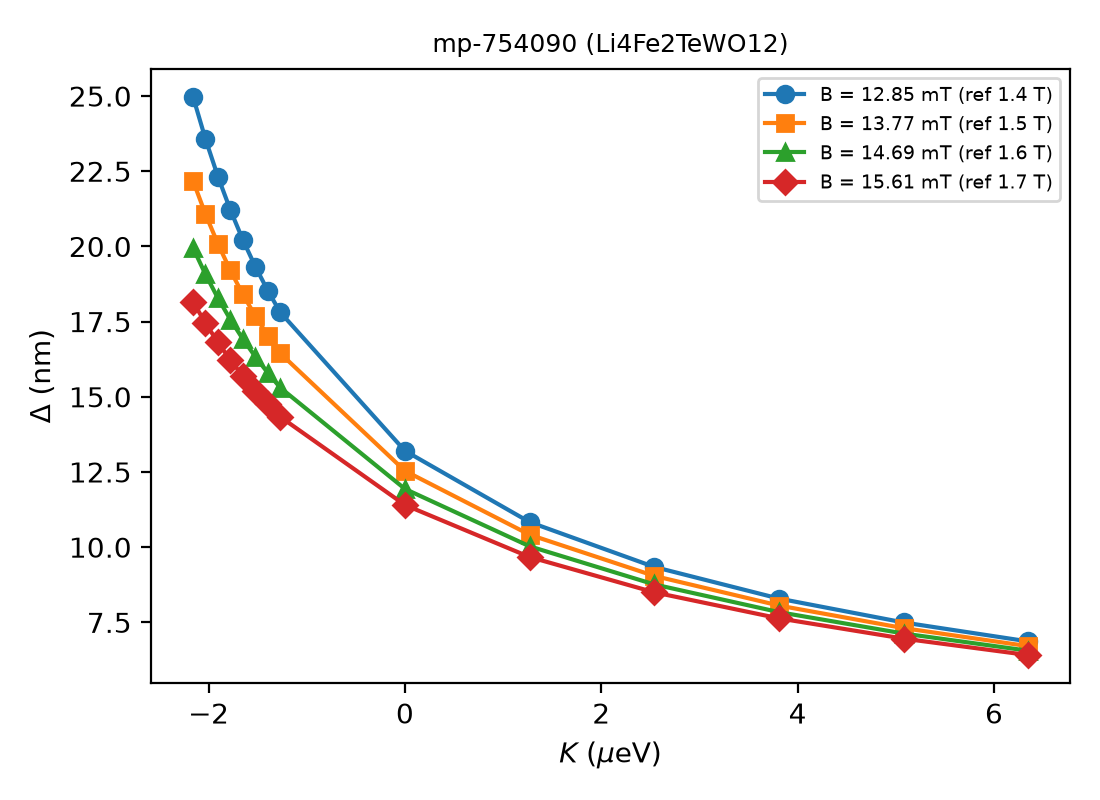 mp-754090 (Li4Fe2TeWO12)
B = 12.85 mT (ref 1.4 T)
B = 13.77 mT (ref 1.5 T)
B = 14.69 mT (ref 1.6 T)
B = 15.61 mT (ref 1.7 T)
Δ (nm)
25.0
22.5
20.0
17.5
15.0
12.5
10.0
7.5
−2 0 2 4 6
K (μeV)